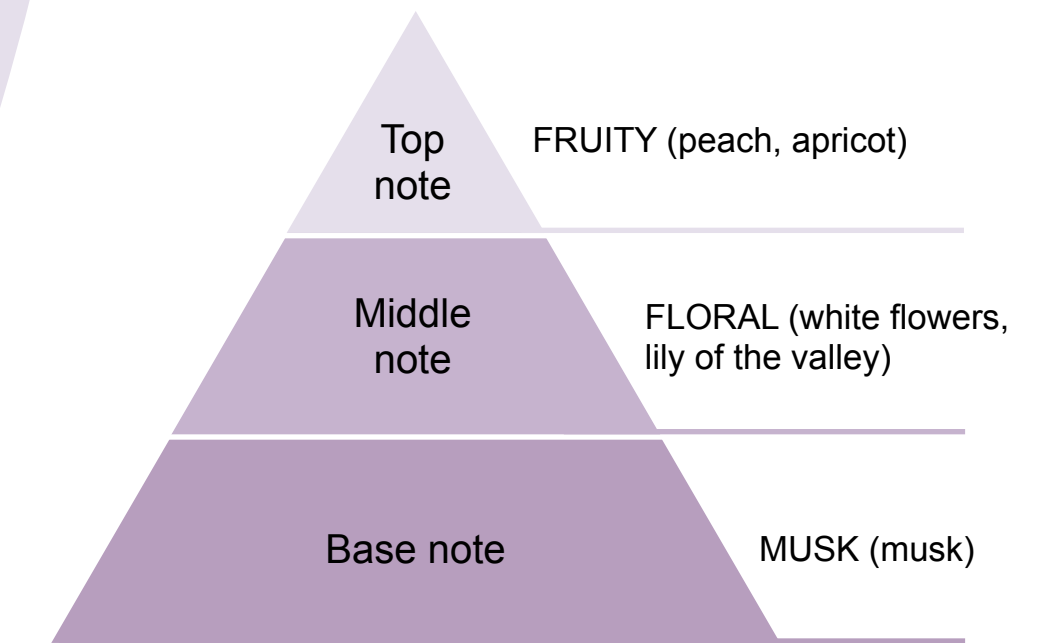 Top
note
FRUITY (peach, apricot)
Middle
note
FLORAL (white flowers,
lily of the valley)
Base note
MUSK (musk)